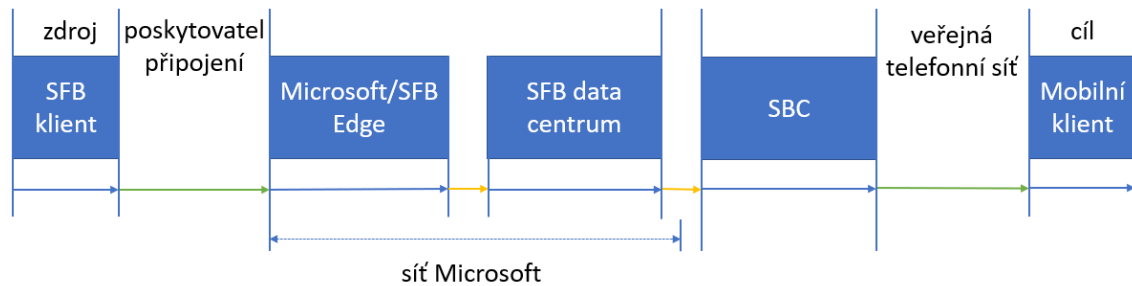 zdroj
poskytovatel
připojení
veřejná
telefonní síť
cíl
SFB
klient
Microsoft/SFB
Edge
SFB data
centrum
SBC
Mobilní
klient
síť Microsoft